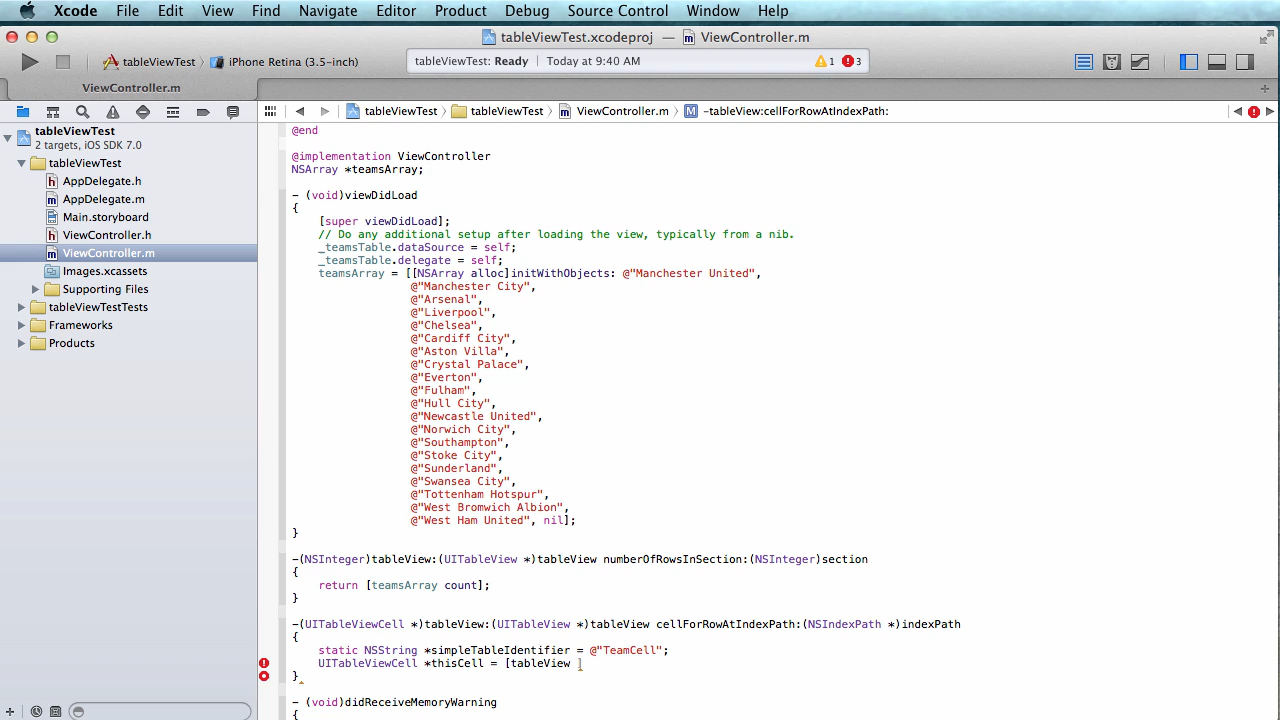 Xcode File Edit View Find Navigate Editor Product Debug Source Control Window Help
tableViewTest.xcodeproj — ViewController.m
tableViewTest iPhone Retina (3.5-inch) tableViewTest: Ready Today at 9:40 AM 1 3
ViewController.m
tableViewTest tableViewTest ViewController.m M -tableView:cellForRowAtIndexPath:
tableViewTest
2 targets, iOS SDK 7.0
tableViewTest
AppDelegate.h
AppDelegate.m
Main.storyboard
ViewController.h
ViewController.m
Images.xcassets
Supporting Files
tableViewTestTests
Frameworks
Products
@end
@implementation ViewController
NSArray *teamsArray;
- (void)viewDidLoad
{
[super viewDidLoad];
// Do any additional setup after loading the view, typically from a nib.
_teamsTable.dataSource = self;
_teamsTable.delegate = self;
teamsArray = [[NSArray alloc]initWithObjects: @"Manchester United",
@"Manchester City",
@"Arsenal",
@"Liverpool",
@"Chelsea",
@"Cardiff City",
@"Aston Villa",
@"Crystal Palace",
@"Everton",
@"Fulham",
@"Hull City",
@"Newcastle United",
@"Norwich City",
@"Southampton",
@"Stoke City",
@"Sunderland",
@"Swansea City",
@"Tottenham Hotspur",
@"West Bromwich Albion",
@"West Ham United", nil];
}
-(NSInteger)tableView:(UITableView *)tableView numberOfRowsInSection:(NSInteger)section
{
return [teamsArray count];
}
-(UITableViewCell *)tableView:(UITableView *)tableView cellForRowAtIndexPath:(NSIndexPath *)indexPath
{
static NSString *simpleTableIdentifier = @"TeamCell";
UITableViewCell *thisCell = [tableView ]
}
- (void)didReceiveMemoryWarning
{